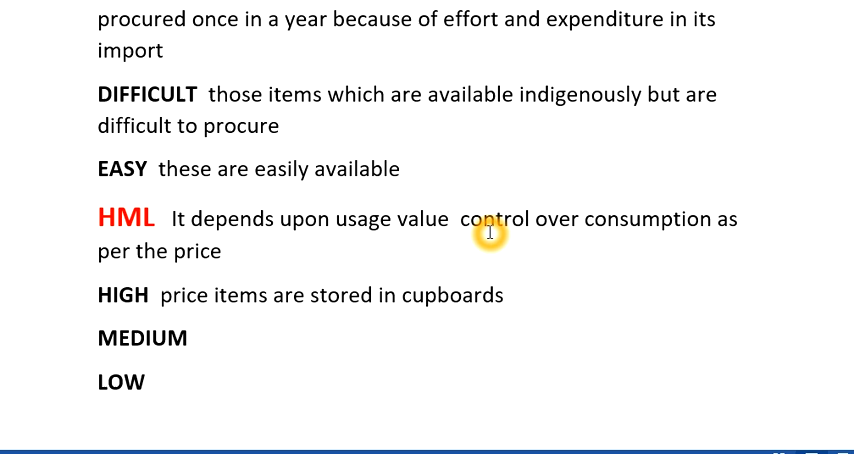 procured once in a year because of effort and expenditure in its
import
DIFFICULT  those items which are available indigenously but are
difficult to procure
EASY  these are easily available
HML   It depends upon usage value  control over consumption as
per the price
HIGH  price items are stored in cupboards
MEDIUM
LOW